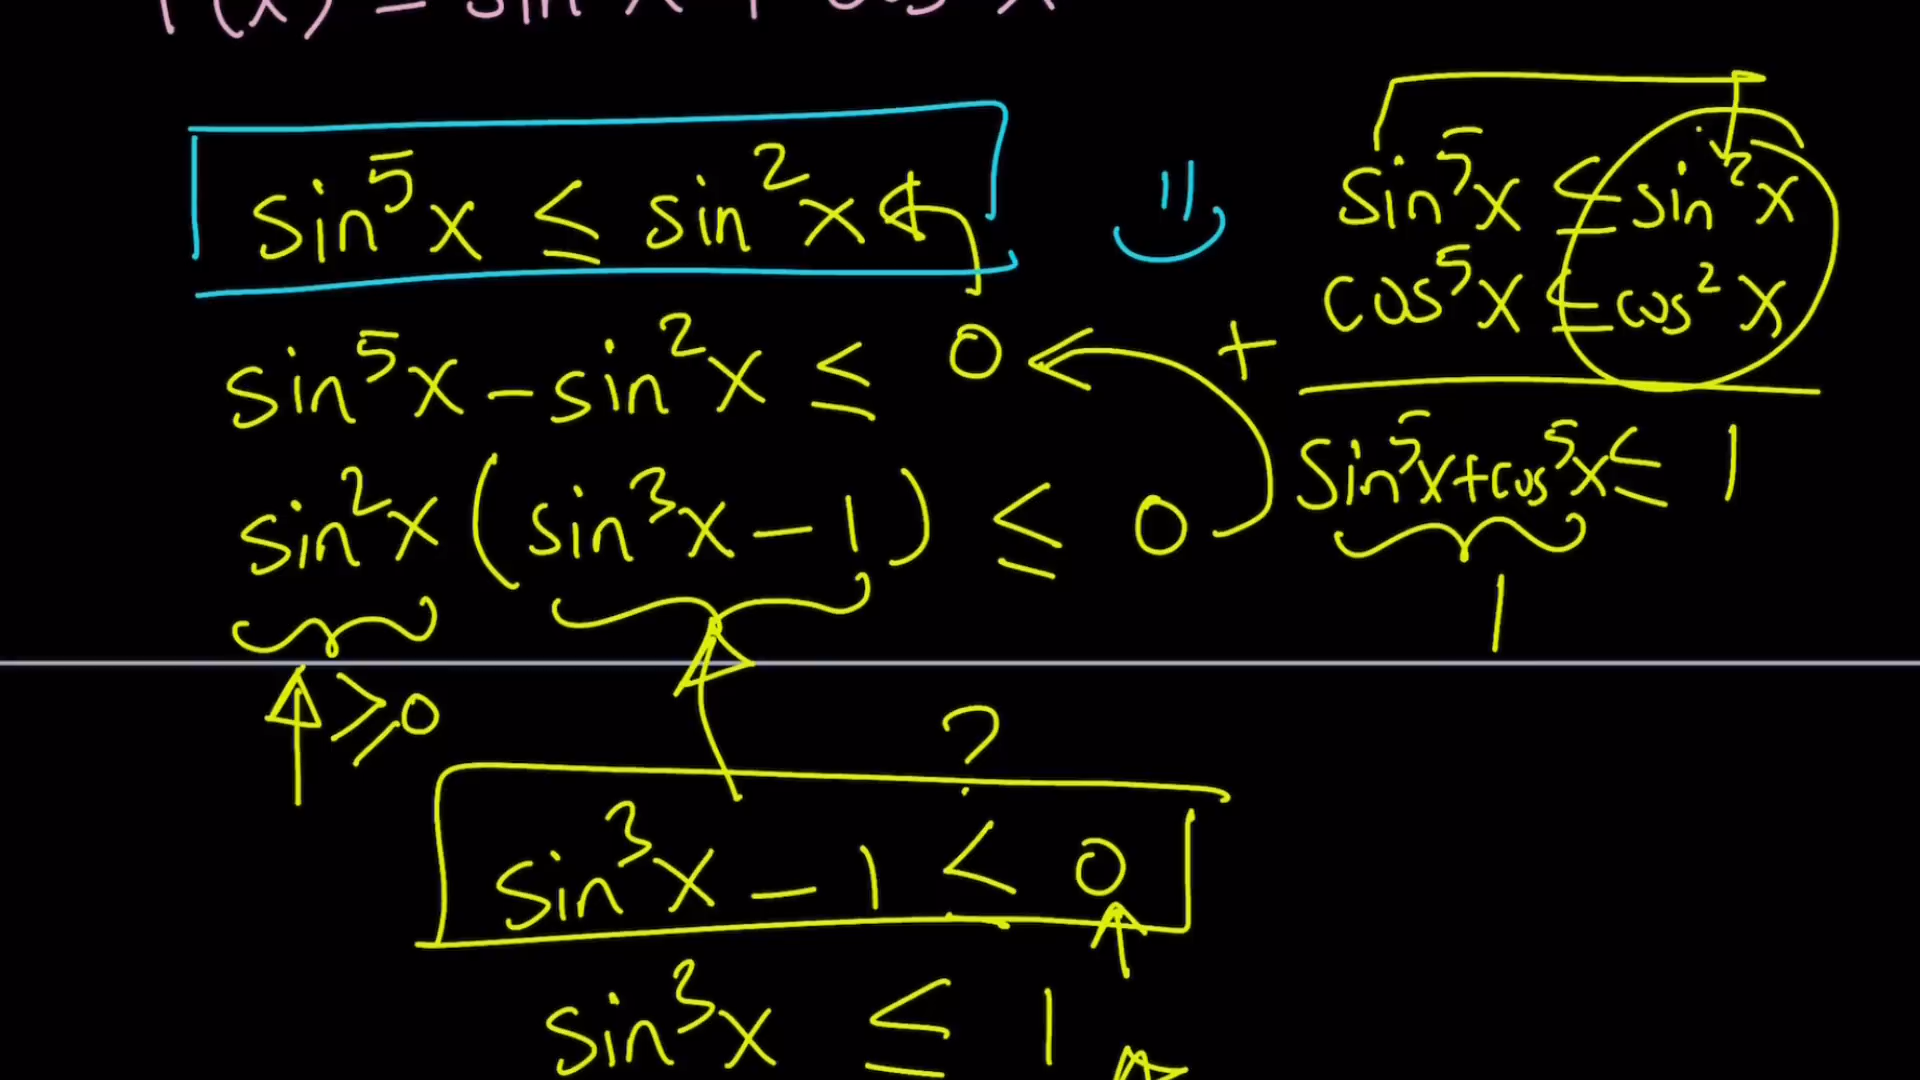 sin⁵x ≤ sin²x
sin⁵x - sin²x ≤ 0
sin²x (sin³x - 1) ≤ 0
≥0
?
sin³x - 1 < 0
sin³x ≤ 1
sin⁵x ≤ sin²x
+ cos⁵x ≤ cos²x
sin⁵x + cos⁵x ≤ 1
1